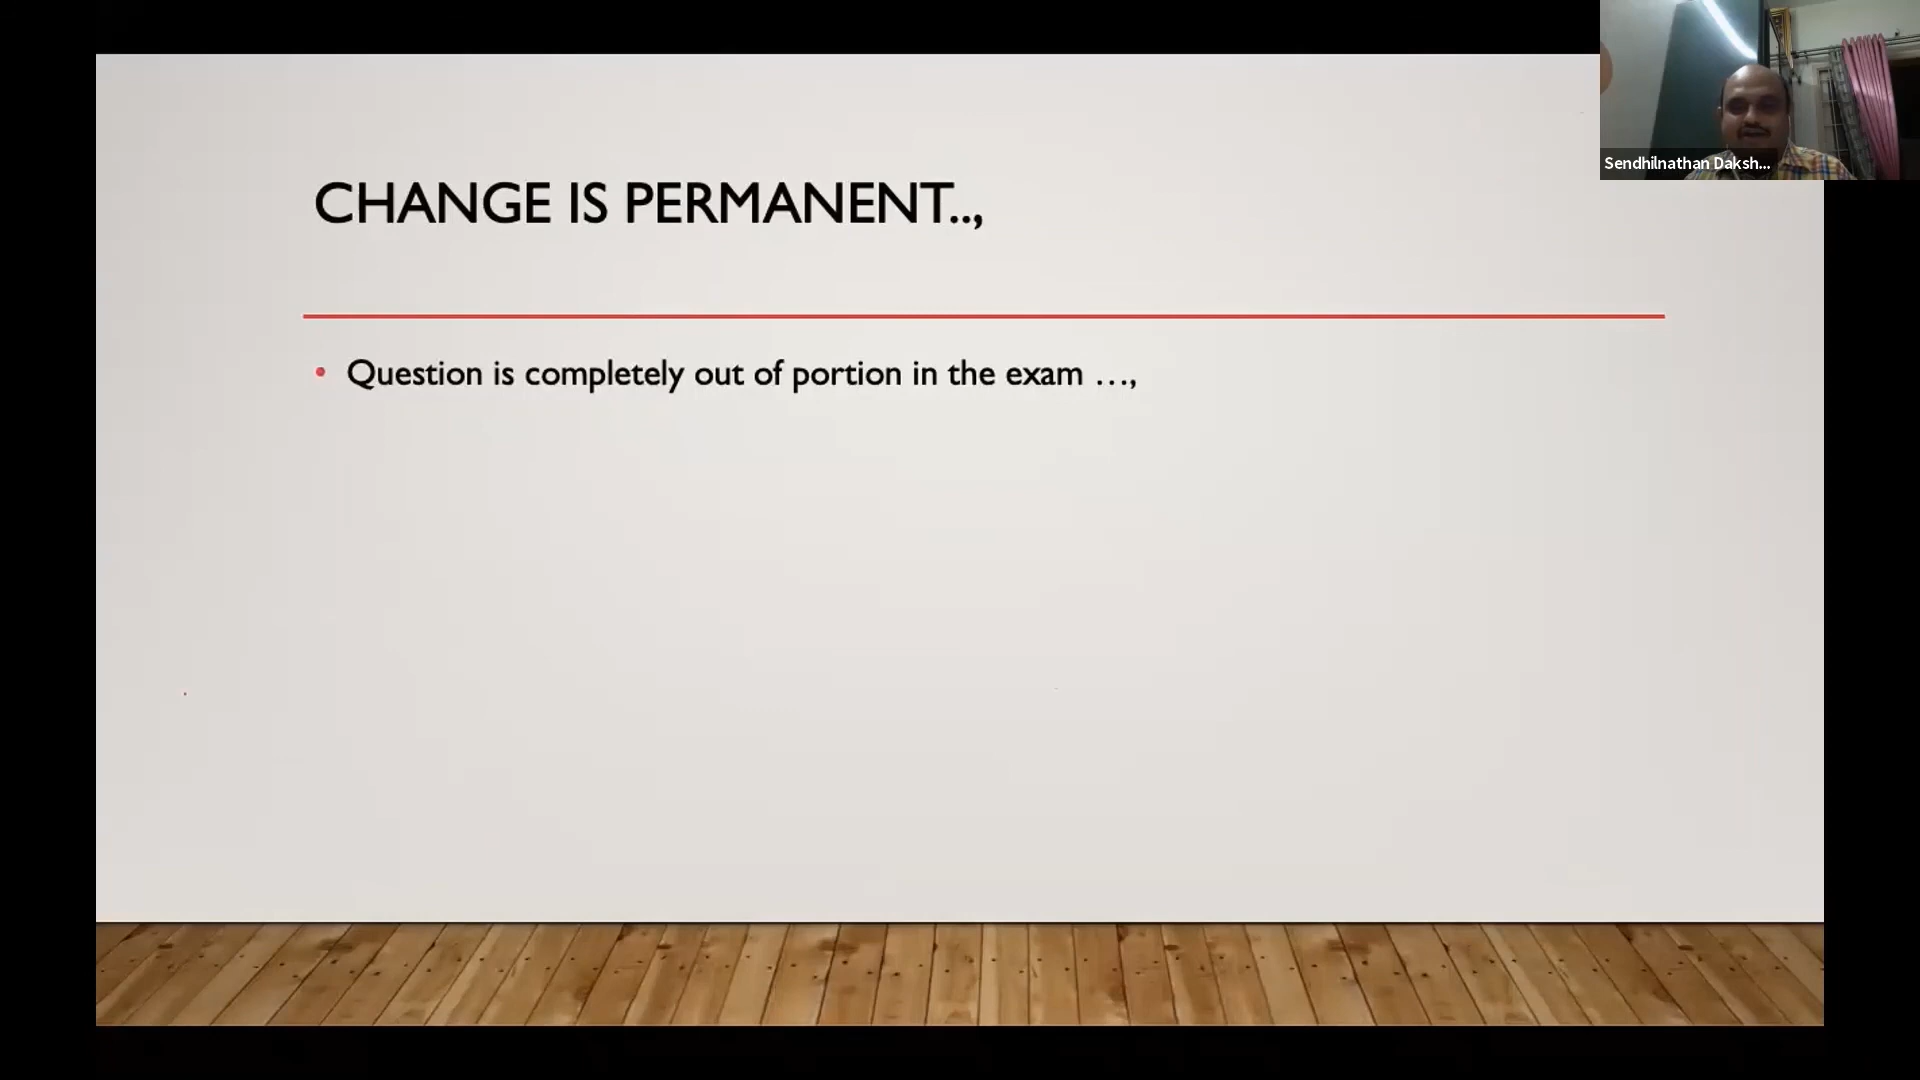 Sendhilnathan Daksh...
CHANGE IS PERMANENT..,
• Question is completely out of portion in the exam …,